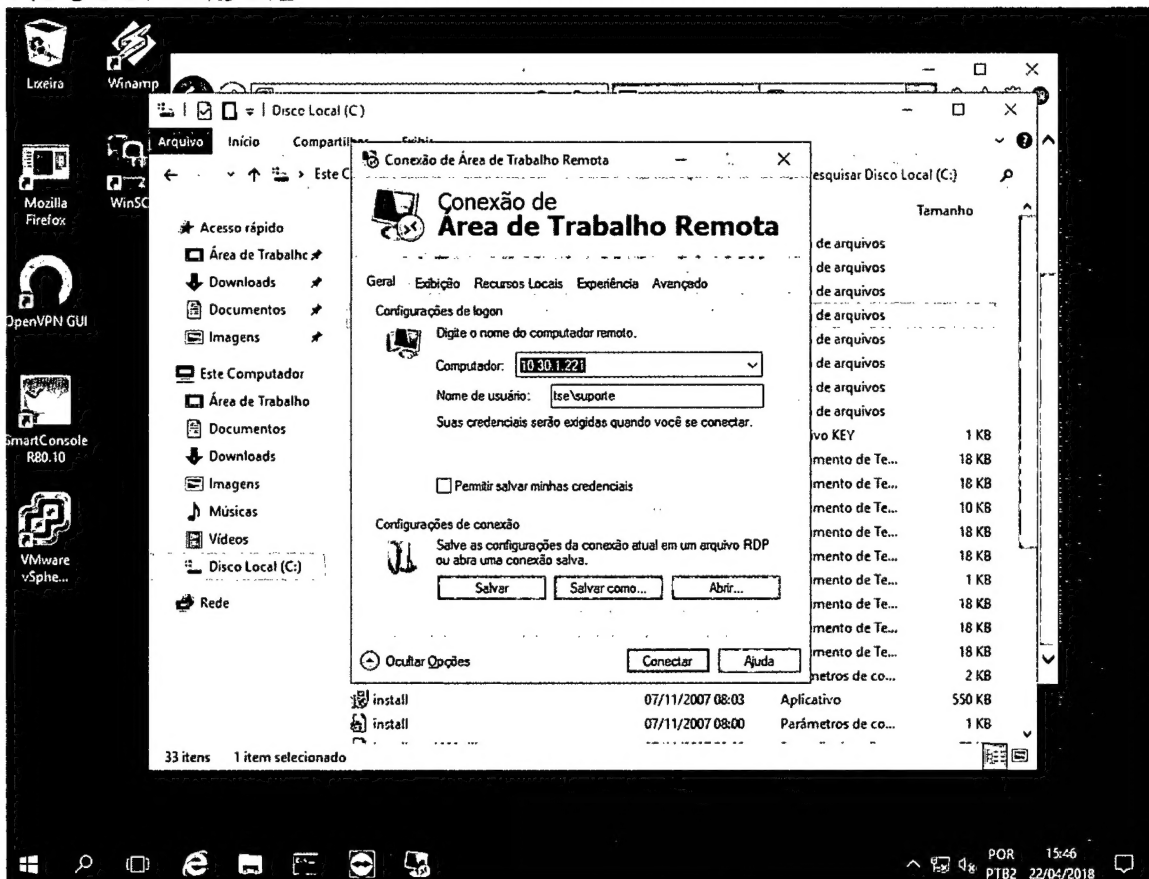 Lixeira
Winamp
Mozilla
Firefox
WinSC
OpenVPN GUI
SmartConsole
R80.10
VMware
vSphe...
Disco Local (C:)
Arquivo Início Compartilhar Exibir
Este C
esquisar Disco Local (C:)
Acesso rápido
Área de Trabalhc
Downloads
Documentos
Imagens
Este Computador
Área de Trabalho
Documentos
Downloads
Imagens
Músicas
Vídeos
Disco Local (C:)
Rede
Conexão de Área de Trabalho Remota
Conexão de
Área de Trabalho Remota
Geral Exibição Recursos Locais Experiência Avançado
Configurações de logon
Digite o nome do computador remoto.
Computador: 10.30.1.221
Nome de usuário: tse\suporte
Suas credenciais serão exigidas quando você se conectar.
Permitir salvar minhas credenciais
Configurações de conexão
Salve as configurações da conexão atual em um arquivo RDP
ou abra uma conexão salva.
Salvar Salvar como... Abrir...
Ocultar Opções Conectar Ajuda
Tamanho
de arquivos
de arquivos
de arquivos
de arquivos
de arquivos
de arquivos
de arquivos
de arquivos
ivo KEY 1 KB
mento de Te... 18 KB
mento de Te... 18 KB
mento de Te... 10 KB
mento de Te... 18 KB
mento de Te... 18 KB
mento de Te... 1 KB
mento de Te... 18 KB
mento de Te... 18 KB
mento de Te... 18 KB
metros de co... 2 KB
install 07/11/2007 08:03 Aplicativo 550 KB
install 07/11/2007 08:00 Parâmetros de co... 1 KB
33 itens 1 item selecionado
POR 15:46
PTB2 22/04/2018